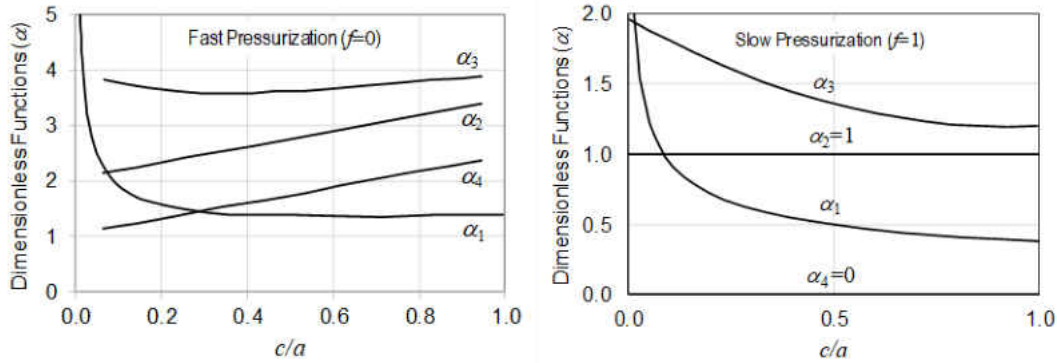 Dimensionless Functions (α)
5
4
3
2
1
0
Fast Pressurization (f=0)
α3
α2
α4
α1
0.0 0.2 0.4 0.6 0.8 1.0
c/a
Dimensionless Functions (α)
2.0
1.5
1.0
0.5
0.0
Slow Pressurization (f=1)
α3
α2=1
α1
α4=0
0.0 0.5 1.0
c/a